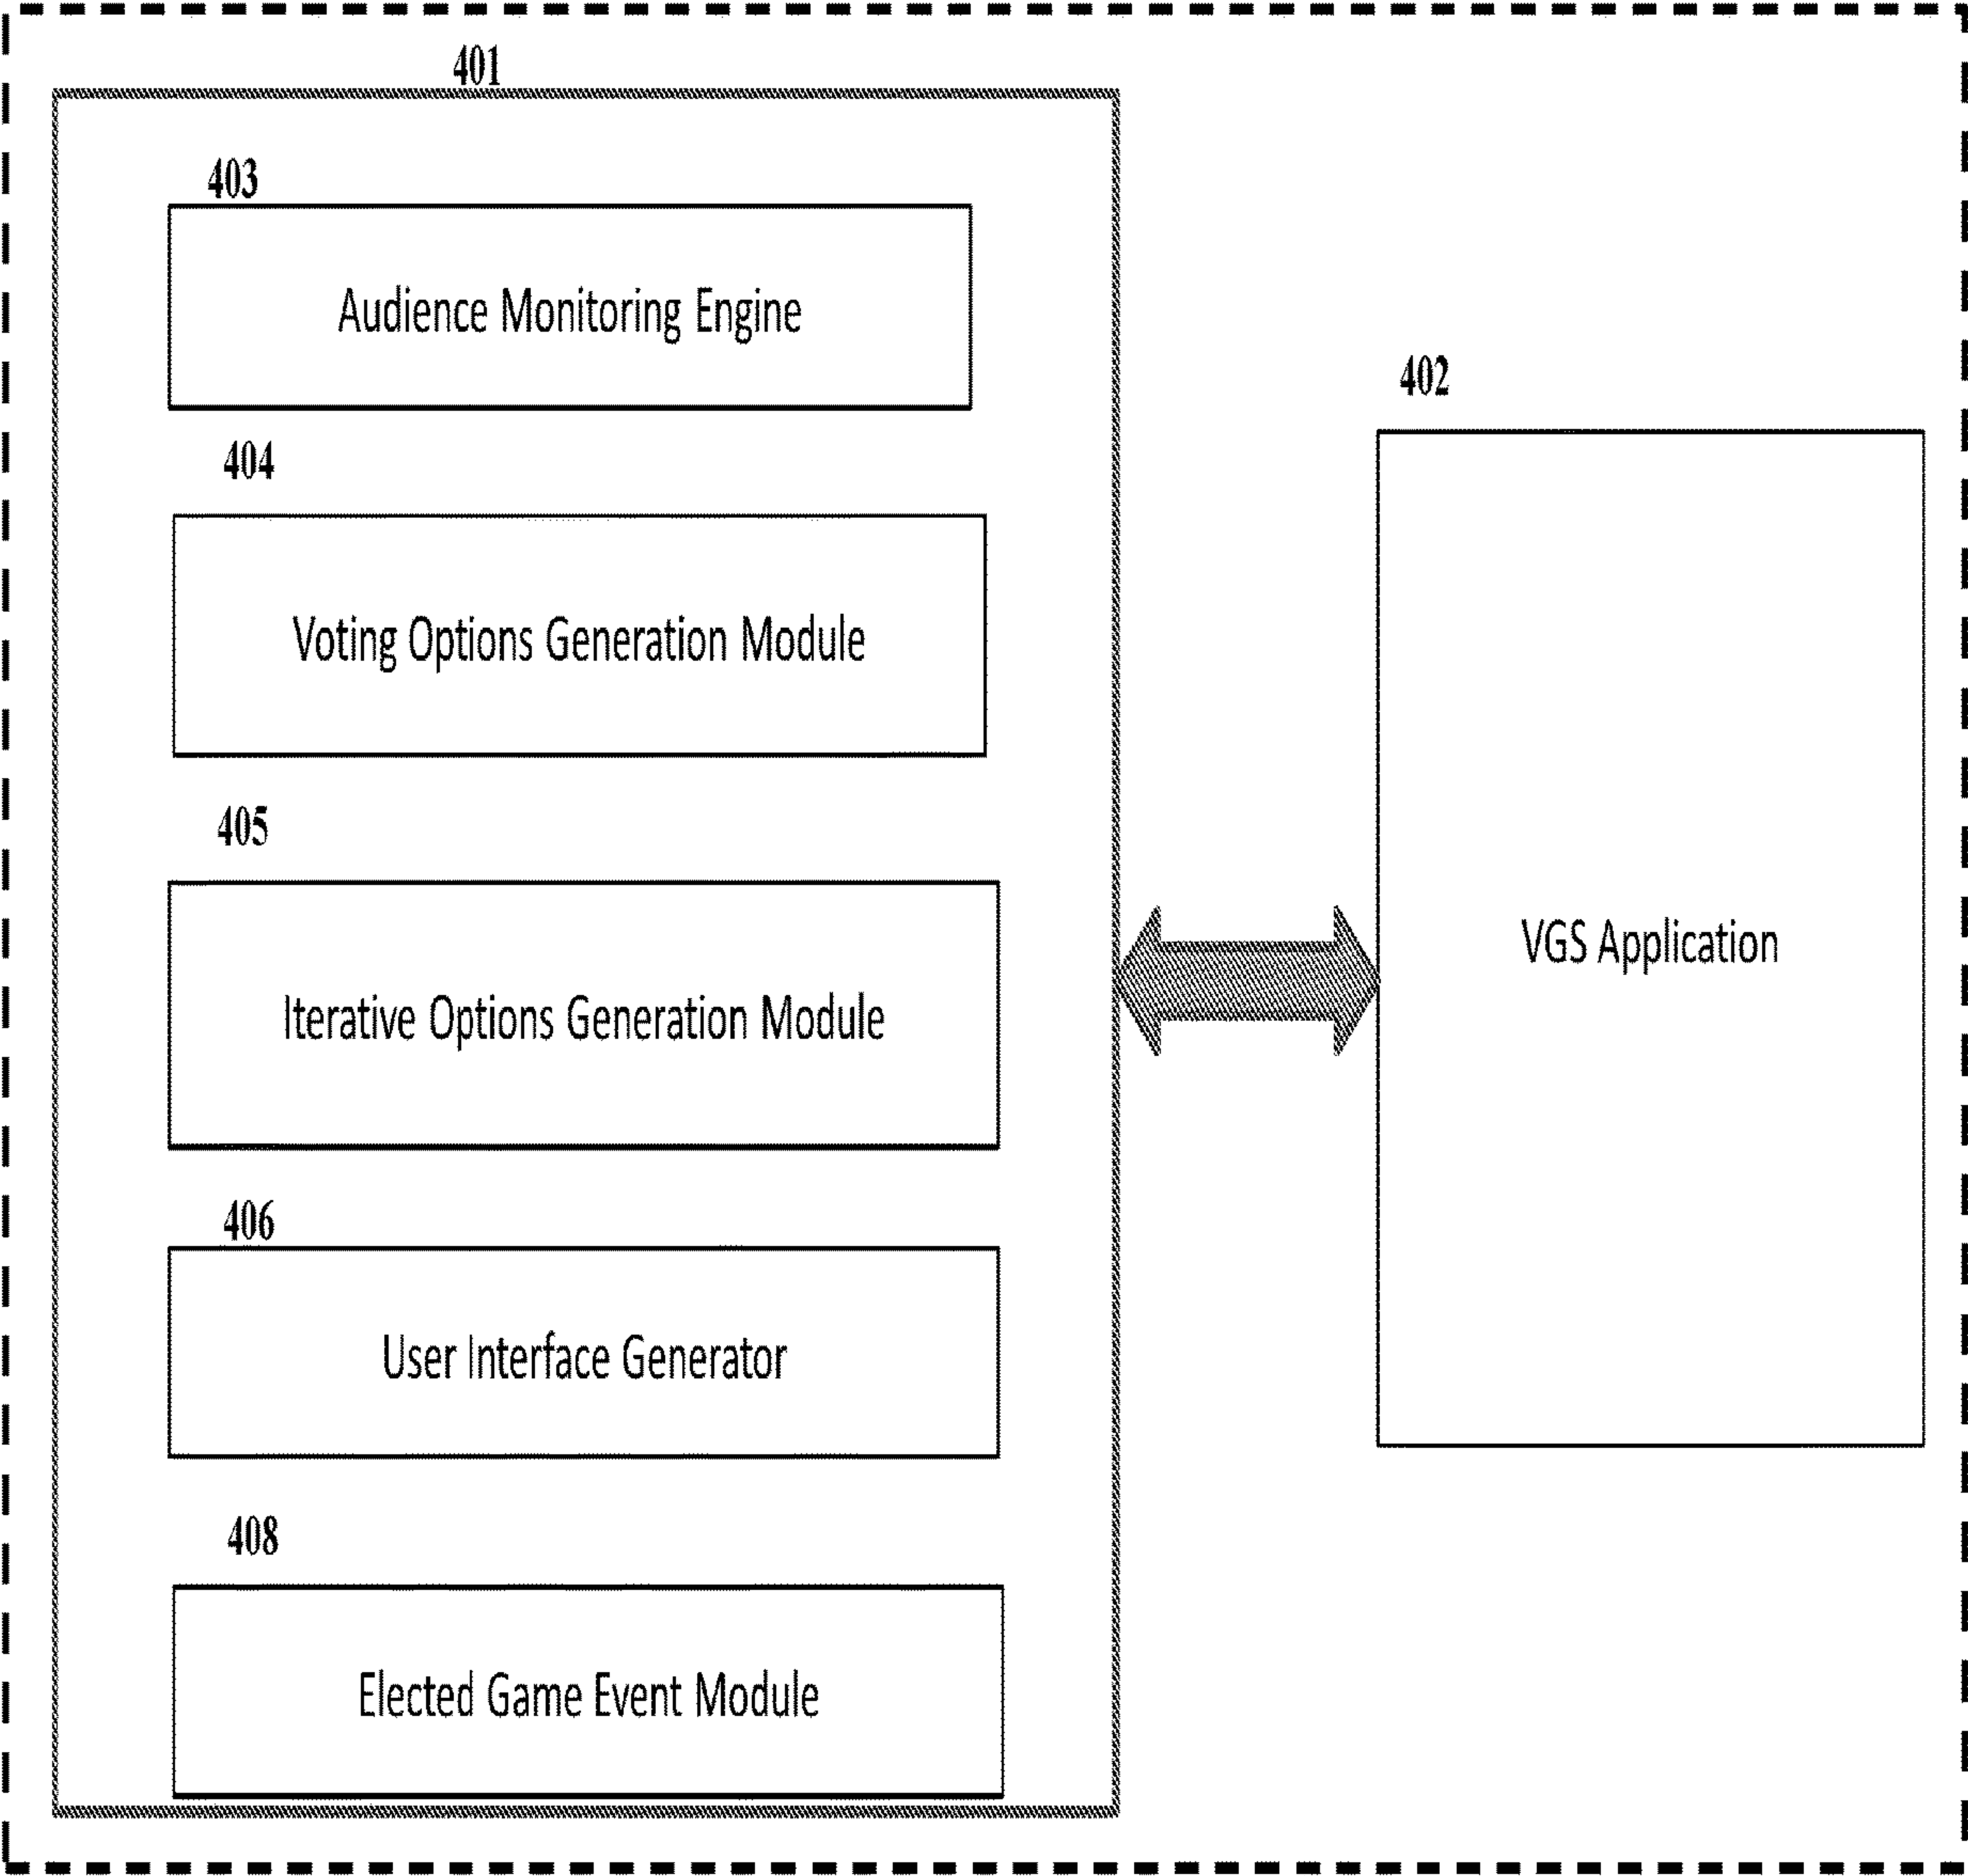 401
403
Audience Monitoring Engine
404
Voting Options Generation Module
405
Iterative Options Generation Module
406
User Interface Generator
408
Elected Game Event Module
402
VGS Application